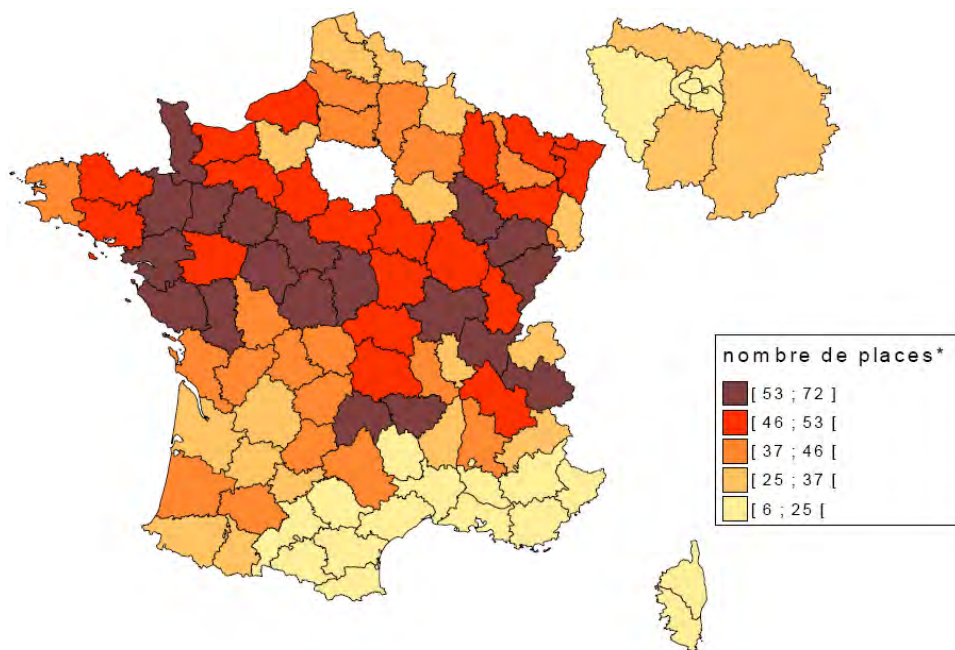 nombre de places*
[ 53 ; 72 ]
[ 46 ; 53 [
[ 37 ; 46 [
[ 25 ; 37 [
[ 6 ; 25 [